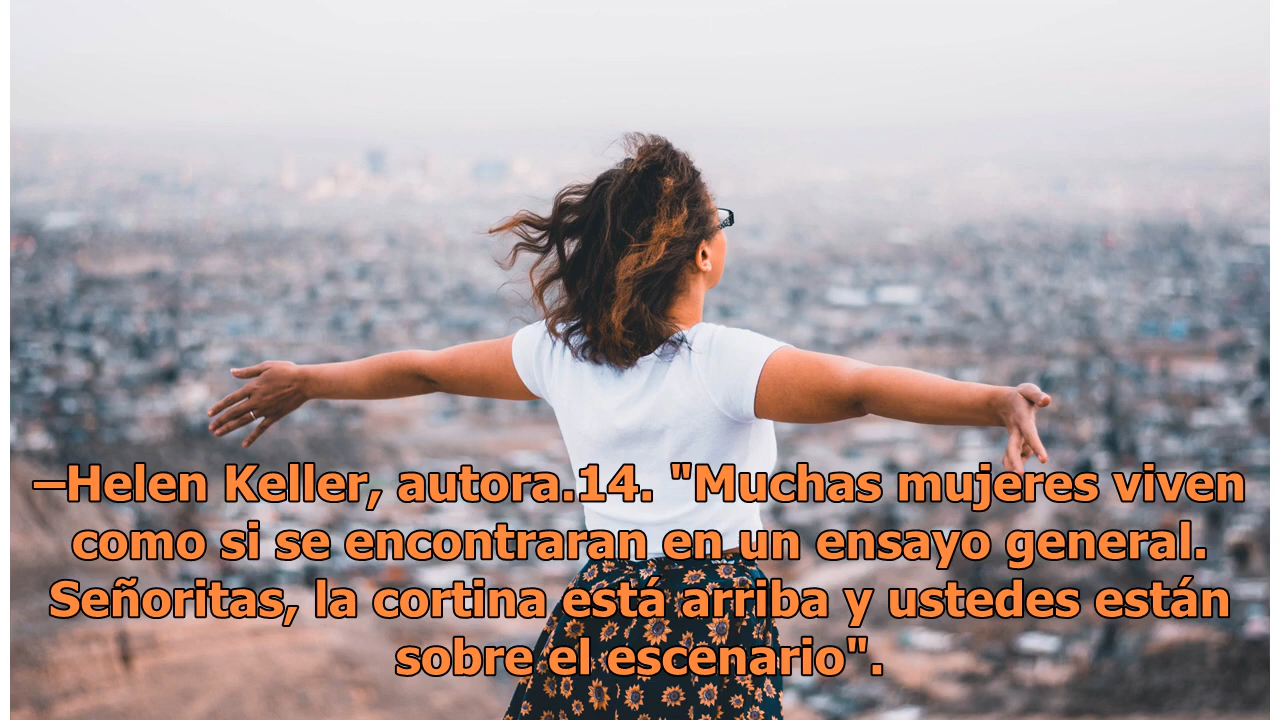 –Helen Keller, autora.14. "Muchas mujeres viven
como si se encontraran en un ensayo general.
Señoritas, la cortina está arriba y ustedes están
sobre el escenario".